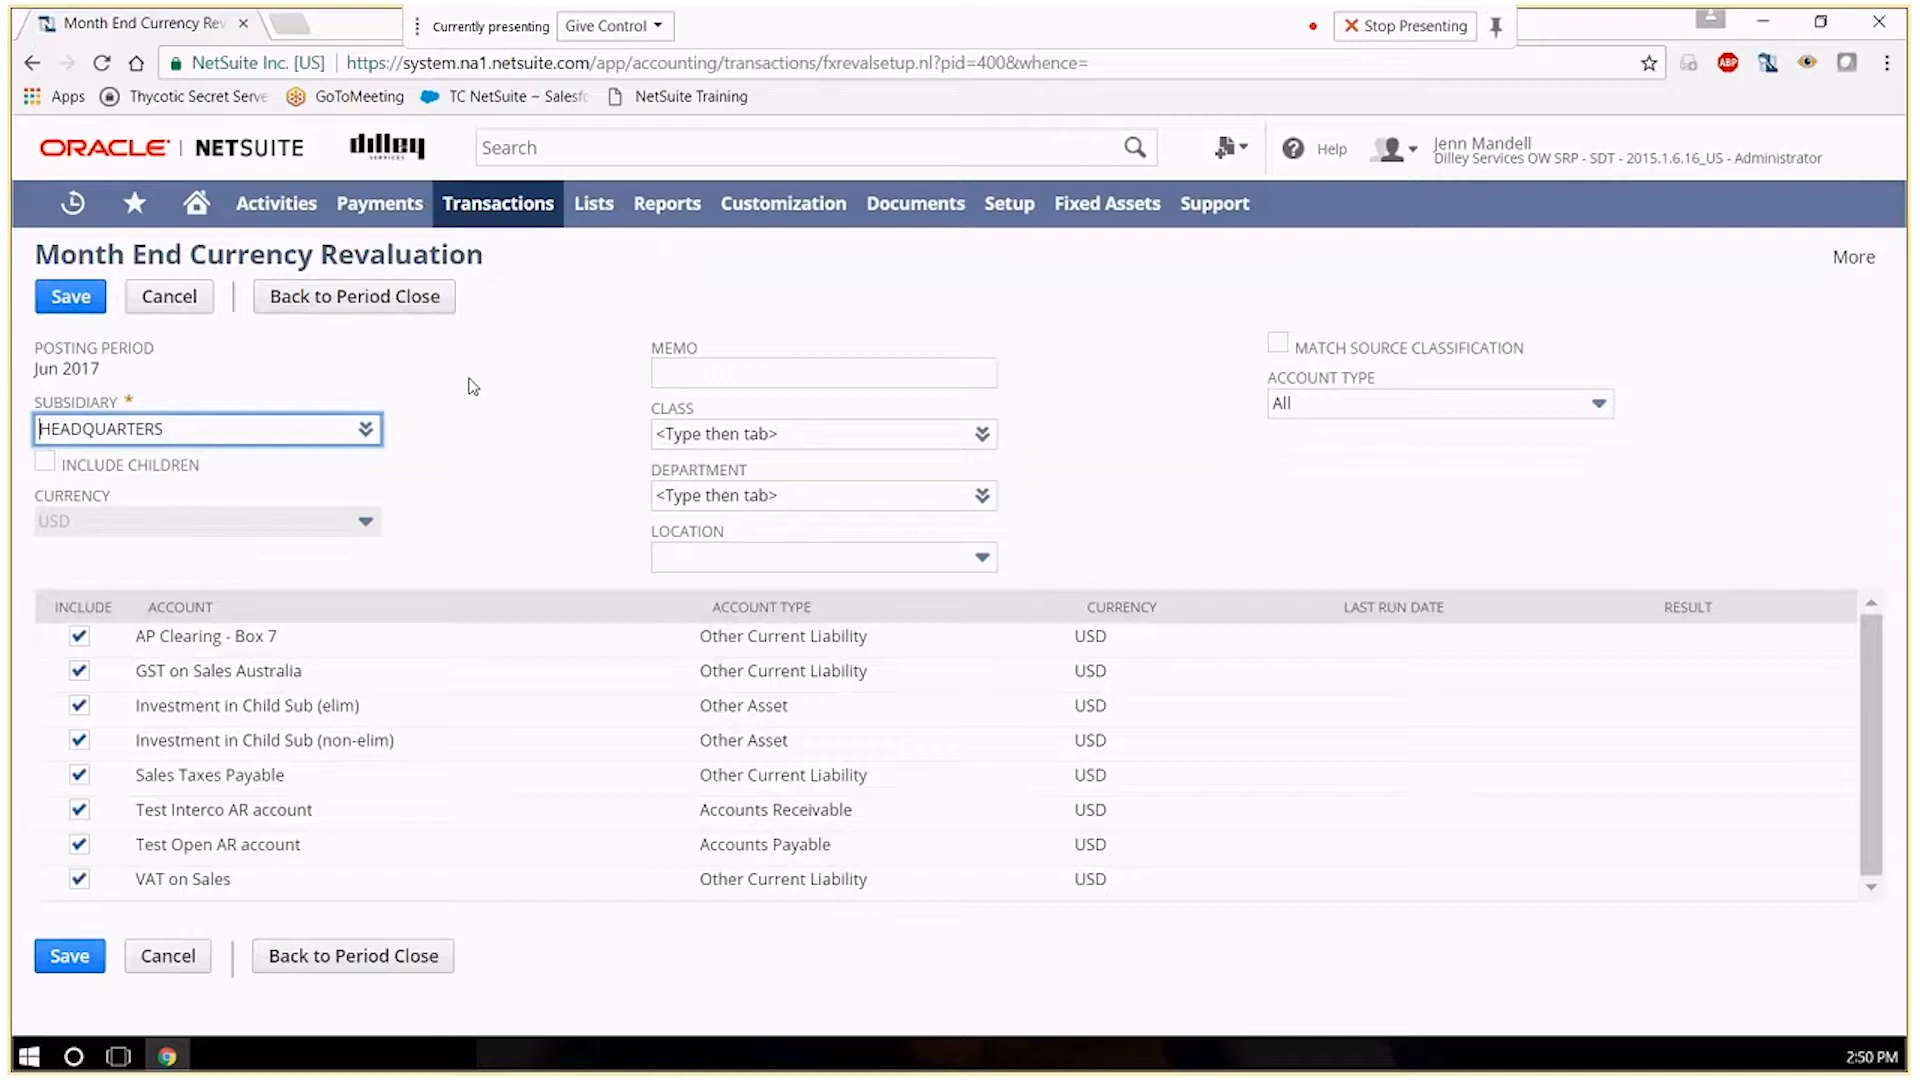 Month End Currency Rev
Currently presenting
Give Control
Stop Presenting
NetSuite Inc. [US]
https://system.na1.netsuite.com/app/accounting/transactions/fxrevalsetup.nl?pid=400&whence=
ABP
Apps
Thycotic Secret Serve
GoToMeeting
TC NetSuite ~ Salesfo
NetSuite Training
ORACLE | NETSUITE
dilley
SERVICES
Search
Help
Jenn Mandell
Dilley Services OW SRP - SDT - 2015.1.6.16_US - Administrator
Activities
Payments
Transactions
Lists
Reports
Customization
Documents
Setup
Fixed Assets
Support
Month End Currency Revaluation
More
Save
Cancel
Back to Period Close
POSTING PERIOD
Jun 2017
SUBSIDIARY *
HEADQUARTERS
INCLUDE CHILDREN
CURRENCY
USD
MEMO
CLASS
<Type then tab>
DEPARTMENT
<Type then tab>
LOCATION
MATCH SOURCE CLASSIFICATION
ACCOUNT TYPE
All
INCLUDE ACCOUNT ACCOUNT TYPE CURRENCY LAST RUN DATE RESULT
AP Clearing - Box 7 Other Current Liability USD
GST on Sales Australia Other Current Liability USD
Investment in Child Sub (elim) Other Asset USD
Investment in Child Sub (non-elim) Other Asset USD
Sales Taxes Payable Other Current Liability USD
Test Interco AR account Accounts Receivable USD
Test Open AR account Accounts Payable USD
VAT on Sales Other Current Liability USD
Save
Cancel
Back to Period Close
2:50 PM